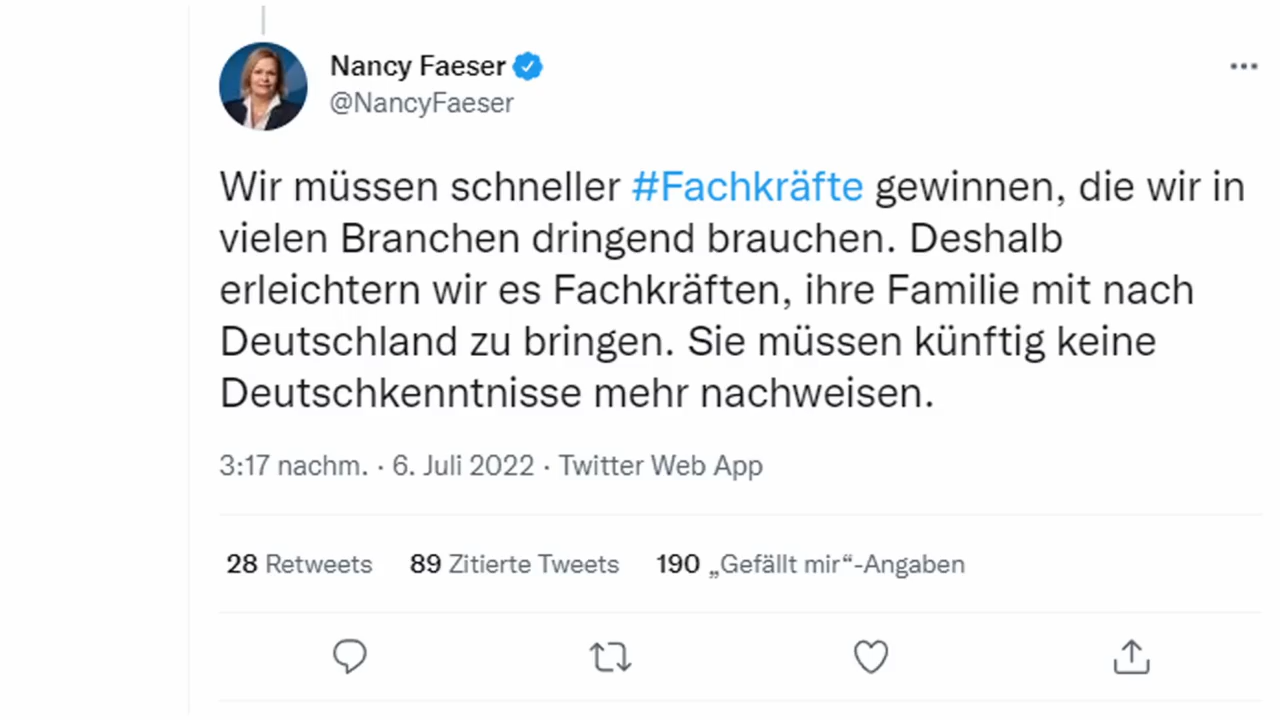 Nancy Faeser
@NancyFaeser
Wir müssen schneller #Fachkräfte gewinnen, die wir in
vielen Branchen dringend brauchen. Deshalb
erleichtern wir es Fachkräften, ihre Familie mit nach
Deutschland zu bringen. Sie müssen künftig keine
Deutschkenntnisse mehr nachweisen.
3:17 nachm. · 6. Juli 2022 · Twitter Web App
28 Retweets 89 Zitierte Tweets 190 „Gefällt mir“-Angaben